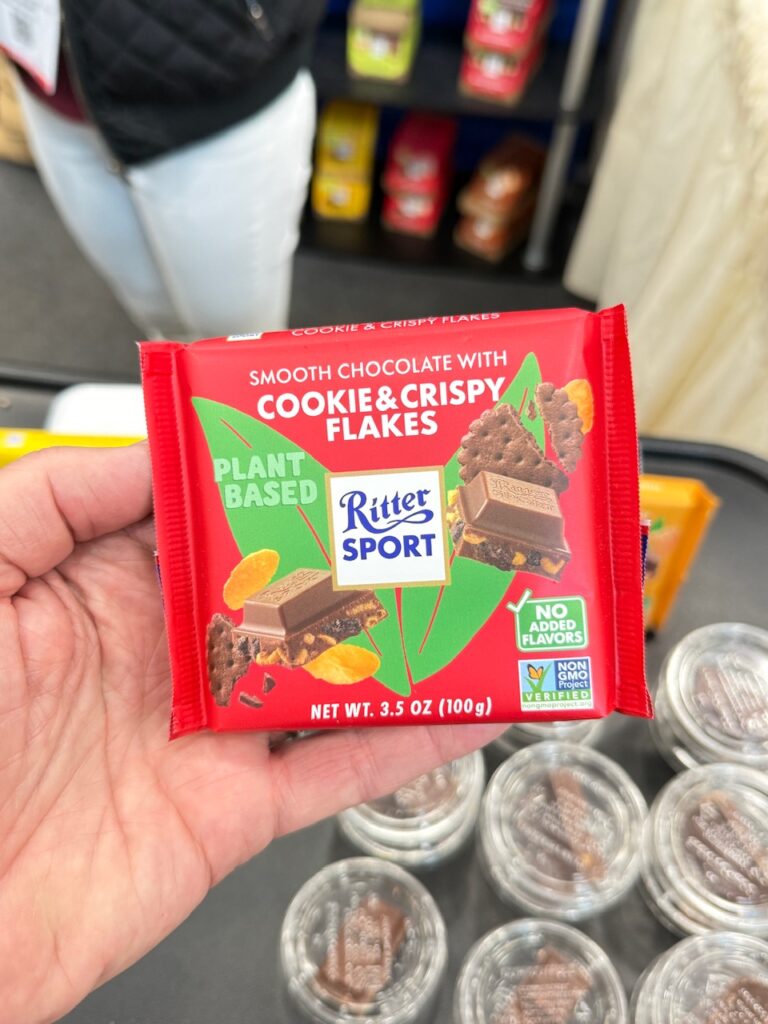 COOKIE & CRISPY FLAKES
SMOOTH CHOCOLATE WITH
COOKIE&CRISPY
FLAKES
PLANT
BASED
Ritter
SPORT
NO
ADDED
FLAVORS
NON
GMO
Project
VERIFIED
nongmoproject.org
NET WT. 3.5 OZ (100g)